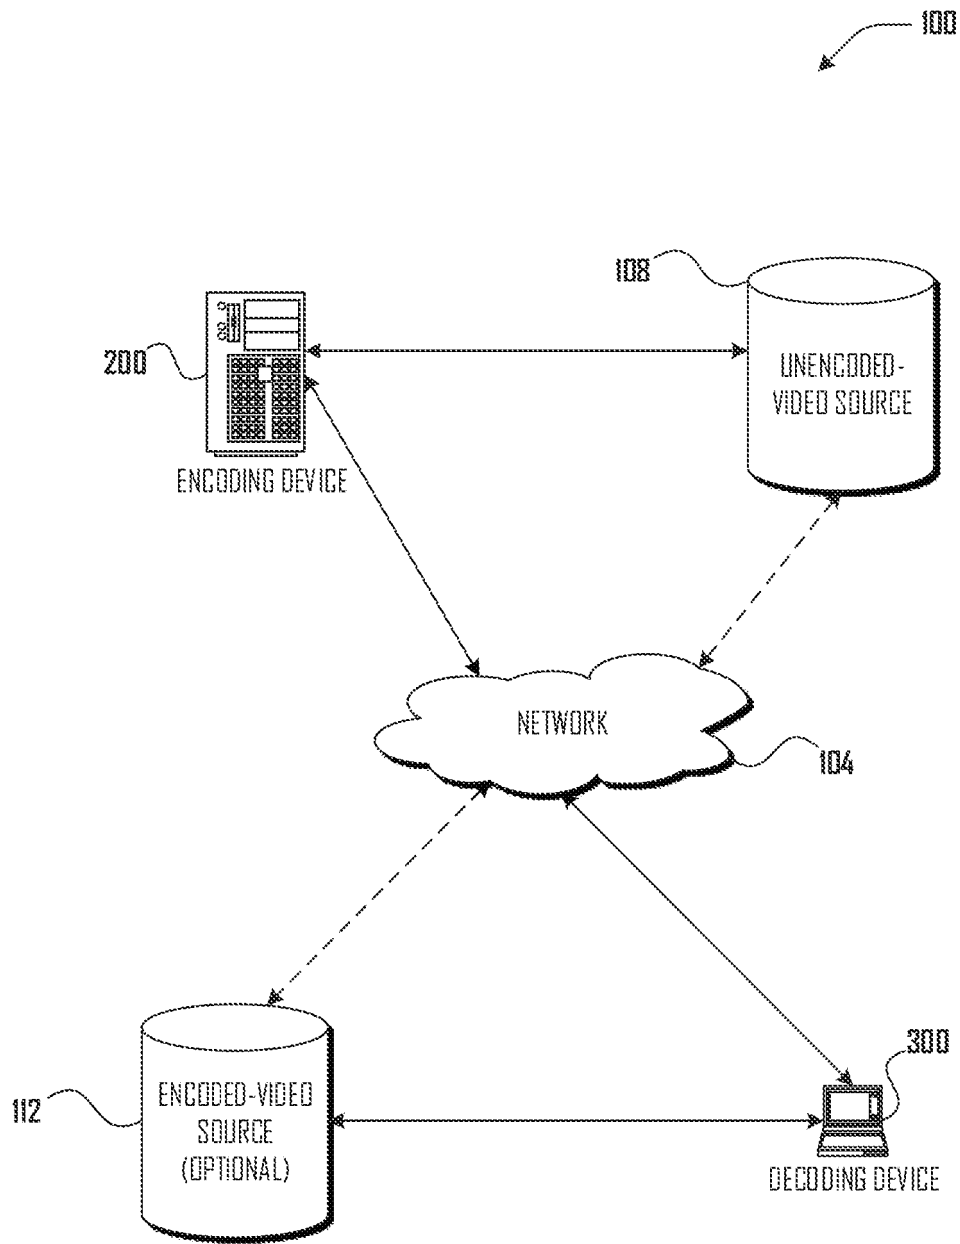 100
108
UNENCODED-
VIDEO SOURCE
200
ENCODING DEVICE
NETWORK
104
300
112
ENCODED-VIDEO
SOURCE
(OPTIONAL)
DECODING DEVICE